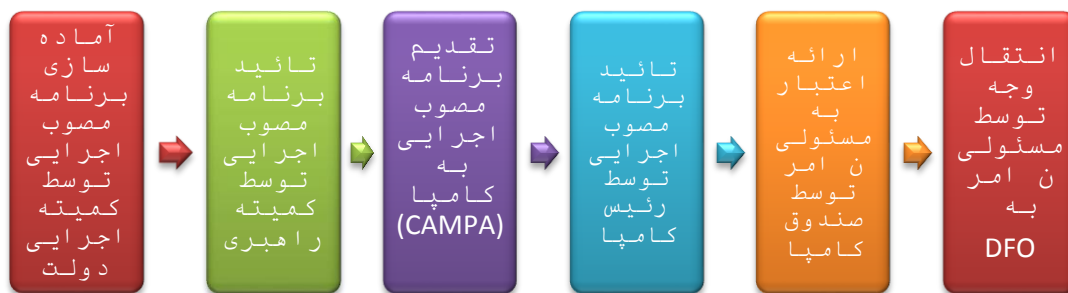 آماده
سازی
برنامه
مصوب
اجرایی
توسط
کمیته
اجرایی
دولت
تائید
برنامه
مصوب
اجرایی
توسط
کمیته
راهبری
تقدیم
برنامه
مصوب
اجرایی
به
کامپا
(CAMPA)
تائید
برنامه
مصوب
اجرایی
توسط
رئیس
کامپا
ارائه
اعتبار
به
مسئولی
ن امر
توسط
صندوق
کامپا
انتقال
وجه
توسط
مسئولی
ن امر
به
DFO